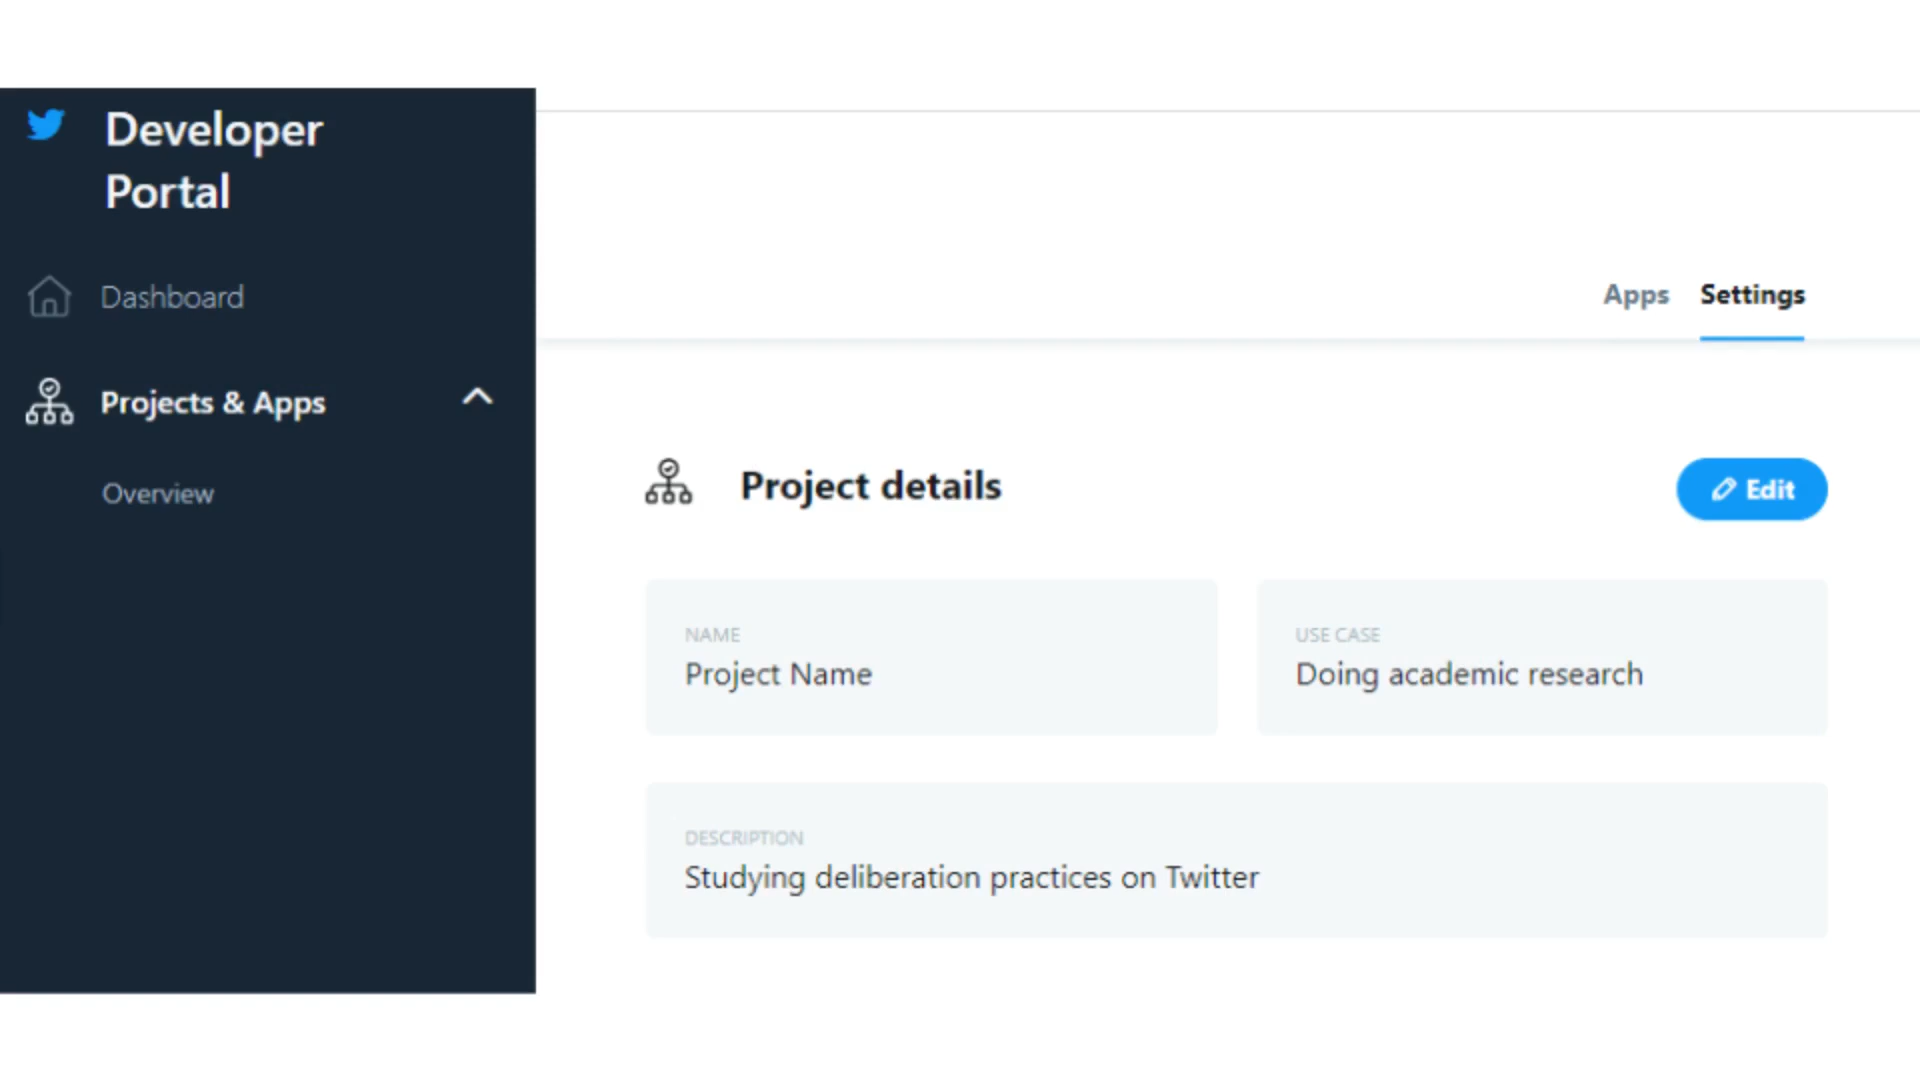 Developer
Portal
Dashboard
Projects & Apps
Overview
Apps Settings
Project details
Edit
NAME
Project Name
USE CASE
Doing academic research
DESCRIPTION
Studying deliberation practices on Twitter